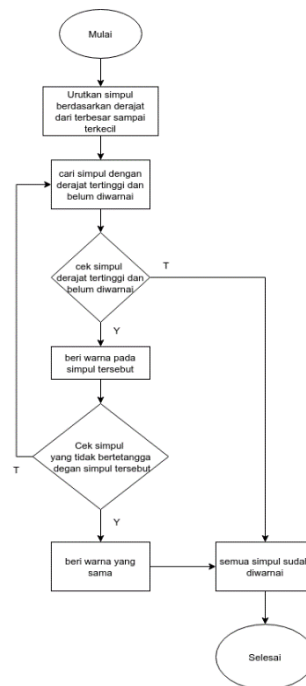 Mulai
Urutkan simpul
berdasarkan derajat
dari terbesar sampai
terkecil
cari simpul dengan
derajat tertinggi dan
belum diwarnai
cek simpul
derajat tertinggi dan
belum diwarnai
T
Y
beri warna pada
simpul tersebut
Cek simpul
yang tidak bertetangga
degan simpul tersebut
T
Y
beri warna yang
sama
semua simpul sudal
diwarnai
Selesai